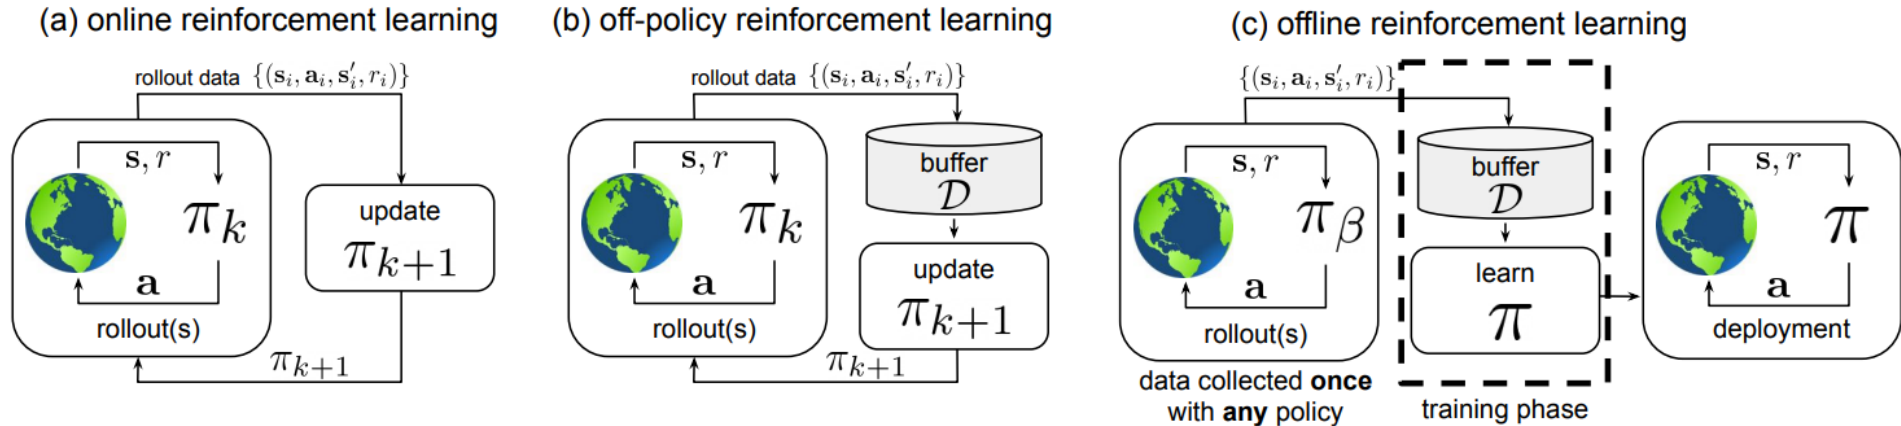 (a) online reinforcement learning
rollout data {(s_i, a_i, s'_i, r_i)}
s, r
π_k
a
rollout(s)
update
π_{k+1}
π_{k+1}
(b) off-policy reinforcement learning
rollout data {(s_i, a_i, s'_i, r_i)}
s, r
π_k
a
rollout(s)
buffer
𝒟
update
π_{k+1}
π_{k+1}
(c) offline reinforcement learning
{(s_i, a_i, s'_i, r_i)}
s, r
π_β
a
rollout(s)
data collected once
with any policy
buffer
𝒟
learn
π
training phase
s, r
π
a
deployment